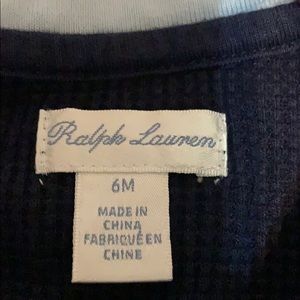 Ralph Lauren
6M
MADE IN
CHINA
FABRIQUÉ EN
CHINE